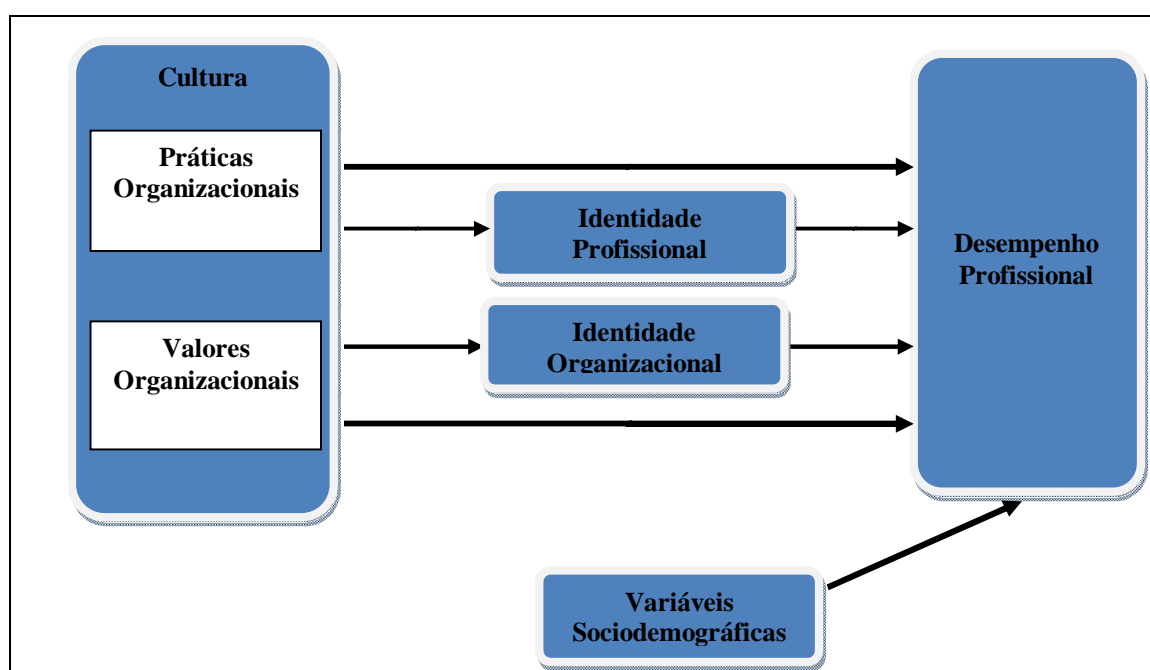 Cultura
Práticas
Organizacionais
Identidade
Profissional
Desempenho
Profissional
Valores
Organizacionais
Identidade
Organizacional
Variáveis
Sociodemográficas